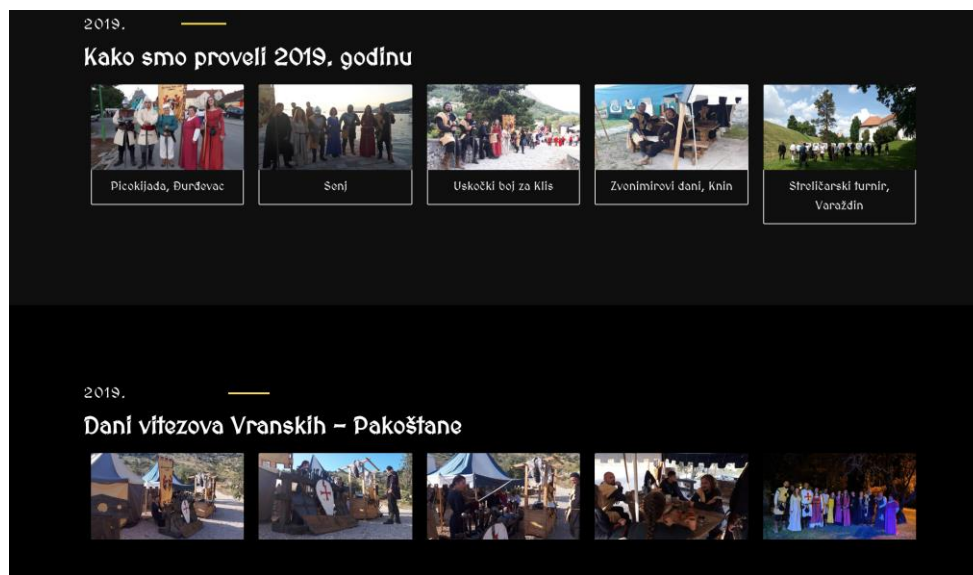 2019.
Kako smo proveli 2019. godinu
Picokijada, Đurđevac
Senj
Uskočki boj za Klis
Zvonimirovi dani, Knin
Streličarski turnir,
Varaždin
2019.
Dani vitezova Vranskih – Pakoštane